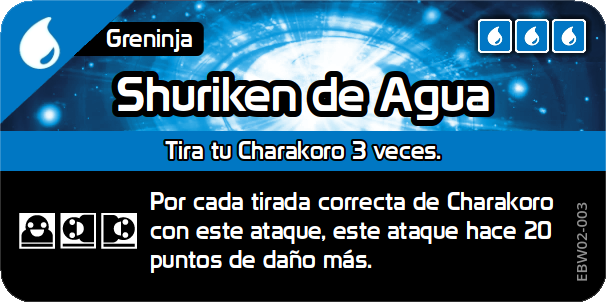 Greninja
Shuriken de Agua
Tira tu Charakoro 3 veces.
Por cada tirada correcta de Charakoro
con este ataque, este ataque hace 20
puntos de daño más.
EBW02-003